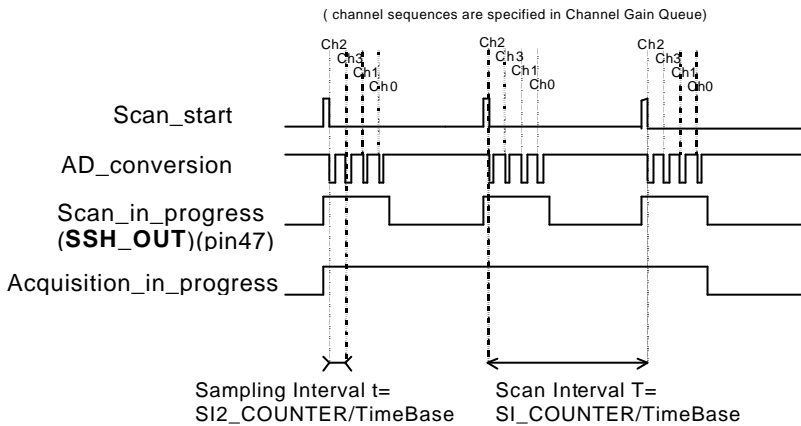 ( channel sequences are specified in Channel Gain Queue)
Ch2
Ch3
Ch1
Ch0
Ch2
Ch3
Ch1
Ch0
Ch2
Ch3
Ch1
Ch0
Scan_start
AD_conversion
Scan_in_progress
(SSH_OUT)(pin47)
Acquisition_in_progress
Sampling Interval t=
SI2_COUNTER/TimeBase
Scan Interval T=
SI_COUNTER/TimeBase